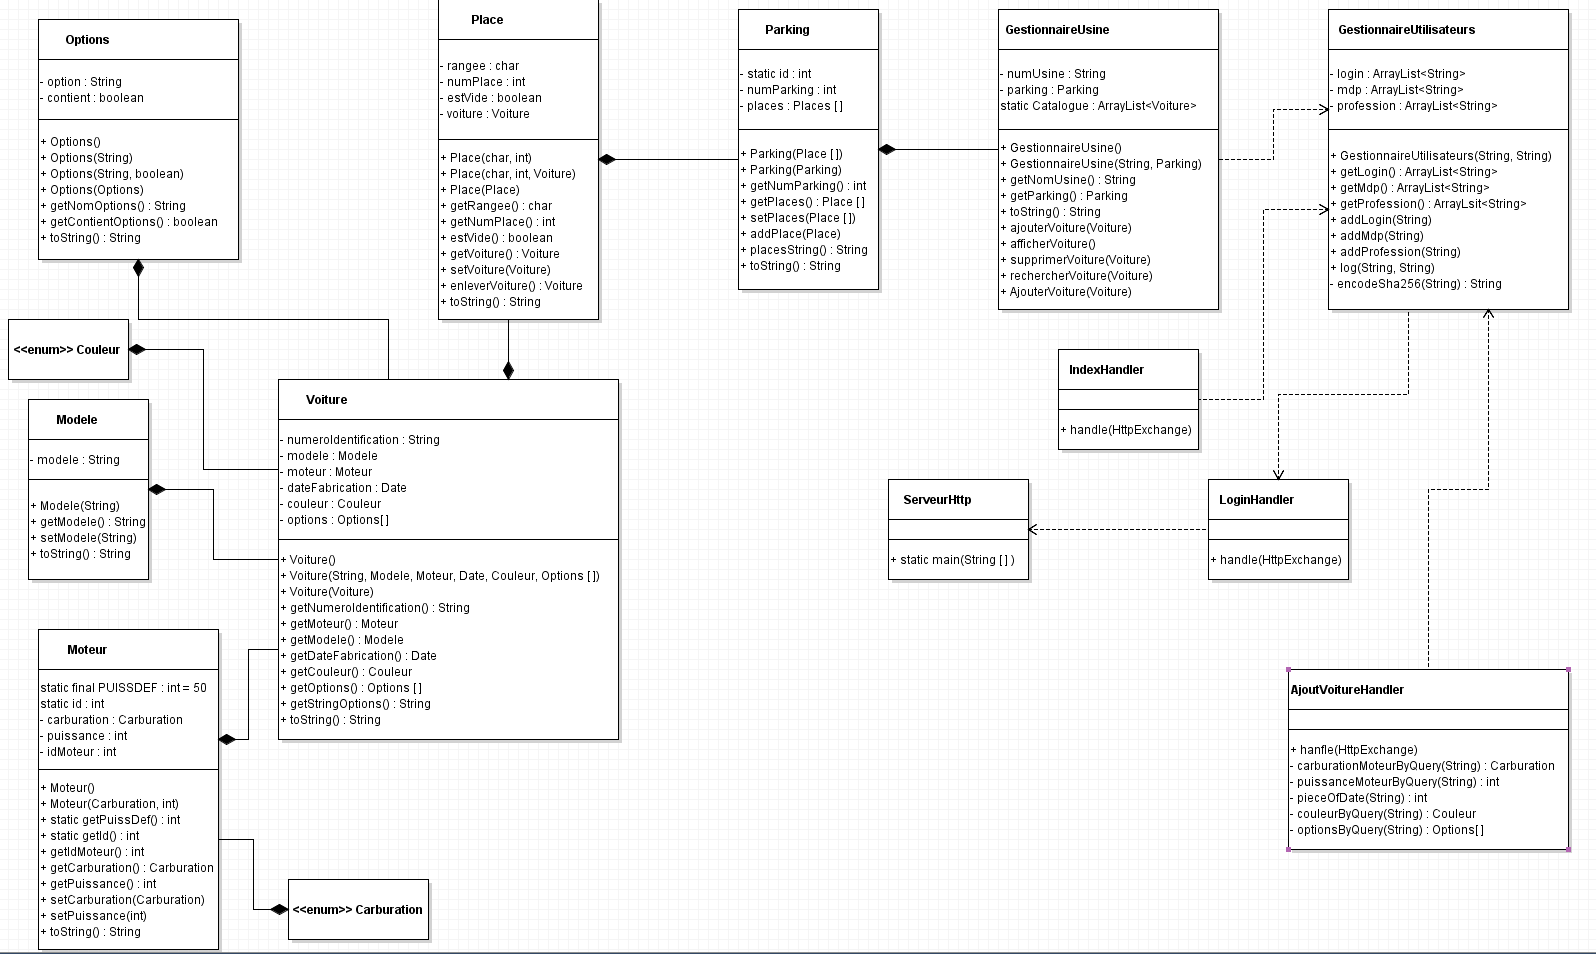 Options
- option : String
- contient : boolean
+ Options()
+ Options(String)
+ Options(String, boolean)
+ Options(Options)
+ getNomOptions() : String
+ getContientOptions() : boolean
+ toString() : String
Place
- rangee : char
- numPlace : int
- estVide : boolean
- voiture : Voiture
+ Place(char, int)
+ Place(char, int, Voiture)
+ Place(Place)
+ getRangee() : char
+ getNumPlace() : int
+ estVide() : boolean
+ getVoiture() : Voiture
+ setVoiture(Voiture)
+ enleverVoiture() : Voiture
+ toString() : String
Parking
- static id : int
- numParking : int
- places : Places [ ]
+ Parking(Place [ ])
+ Parking(Parking)
+ getNumParking() : int
+ getPlaces() : Place [ ]
+ setPlaces(Place [ ])
+ addPlace(Place)
+ placesString() : String
+ toString() : String
GestionnaireUsine
- numUsine : String
- parking : Parking
static Catalogue : ArrayList<Voiture>
+ GestionnaireUsine()
+ GestionnaireUsine(String, Parking)
+ getNomUsine() : String
+ getParking() : Parking
+ toString() : String
+ ajouterVoiture(Voiture)
+ afficherVoiture()
+ supprimerVoiture(Voiture)
+ rechercherVoiture(Voiture)
+ AjouterVoiture(Voiture)
GestionnaireUtilisateurs
- login : ArrayList<String>
- mdp : ArrayList<String>
- profession : ArrayList<String>
+ GestionnaireUtilisateurs(String, String)
+ getLogin() : ArrayList<String>
+ getMdp() : ArrayList<String>
+ getProfession() : ArrayLsit<String>
+ addLogin(String)
+ addMdp(String)
+ addProfession(String)
+ log(String, String)
- encodeSha256(String) : String
<<enum>> Couleur
Modele
- modele : String
+ Modele(String)
+ getModele() : String
+ setModele(String)
+ toString() : String
Voiture
- numeroIdentification : String
- modele : Modele
- moteur : Moteur
- dateFabrication : Date
- couleur : Couleur
- options : Options[ ]
+ Voiture()
+ Voiture(String, Modele, Moteur, Date, Couleur, Options [ ])
+ Voiture(Voiture)
+ getNumeroIdentification() : String
+ getMoteur() : Moteur
+ getModele() : Modele
+ getDateFabrication() : Date
+ getCouleur() : Couleur
+ getOptions() : Options [ ]
+ getStringOptions() : String
+ toString() : String
IndexHandler
+ handle(HttpExchange)
ServeurHttp
+ static main(String [ ] )
LoginHandler
+ handle(HttpExchange)
Moteur
static final PUISSDEF : int = 50
static id : int
- carburation : Carburation
- puissance : int
- idMoteur : int
+ Moteur()
+ Moteur(Carburation, int)
+ static getPuissDef() : int
+ static getId() : int
+ getIdMoteur() : int
+ getCarburation() : Carburation
+ getPuissance() : int
+ setCarburation(Carburation)
+ setPuissance(int)
+ toString() : String
<<enum>> Carburation
AjoutVoitureHandler
+ hanfle(HttpExchange)
- carburationMoteurByQuery(String) : Carburation
- puissanceMoteurByQuery(String) : int
- pieceOfDate(String) : int
- couleurByQuery(String) : Couleur
- optionsByQuery(String) : Options[ ]